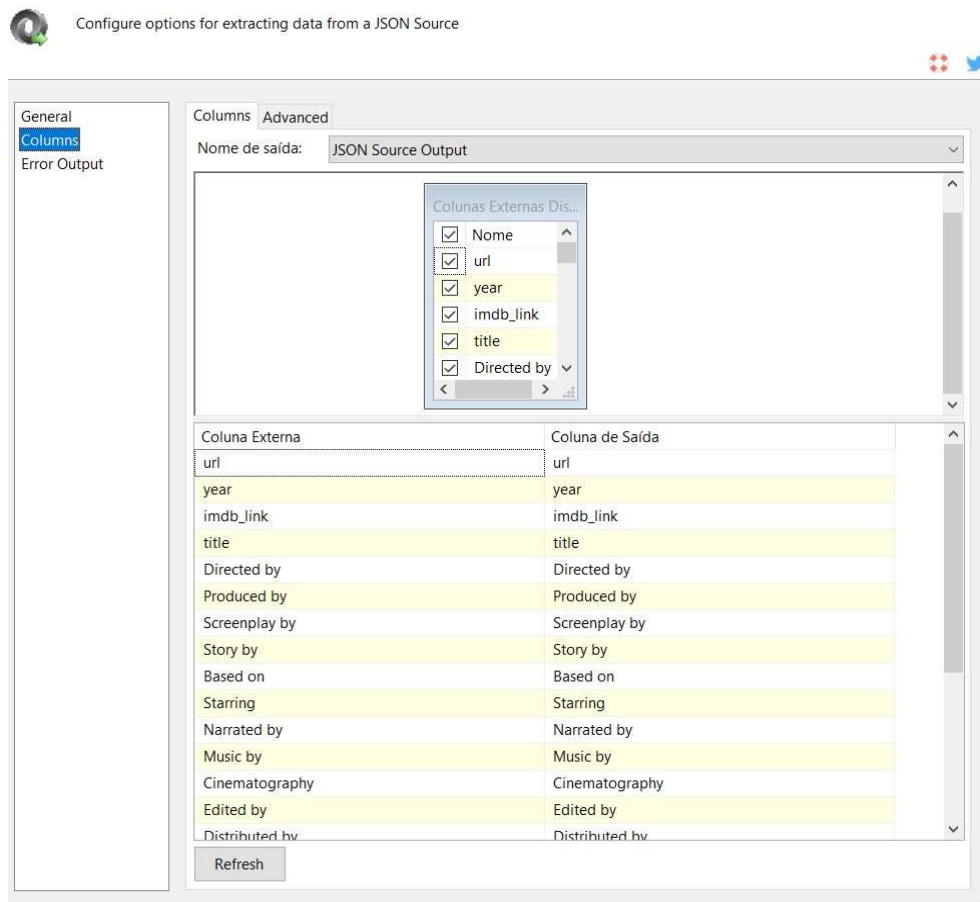 Configure options for extracting data from a JSON Source
General
Columns
Error Output
Columns Advanced
Nome de saída: JSON Source Output
Colunas Externas Dis...
Nome
url
year
imdb_link
title
Directed by
Coluna Externa Coluna de Saída
url url
year year
imdb_link imdb_link
title title
Directed by Directed by
Produced by Produced by
Screenplay by Screenplay by
Story by Story by
Based on Based on
Starring Starring
Narrated by Narrated by
Music by Music by
Cinematography Cinematography
Edited by Edited by
Distributed by Distributed by
Refresh